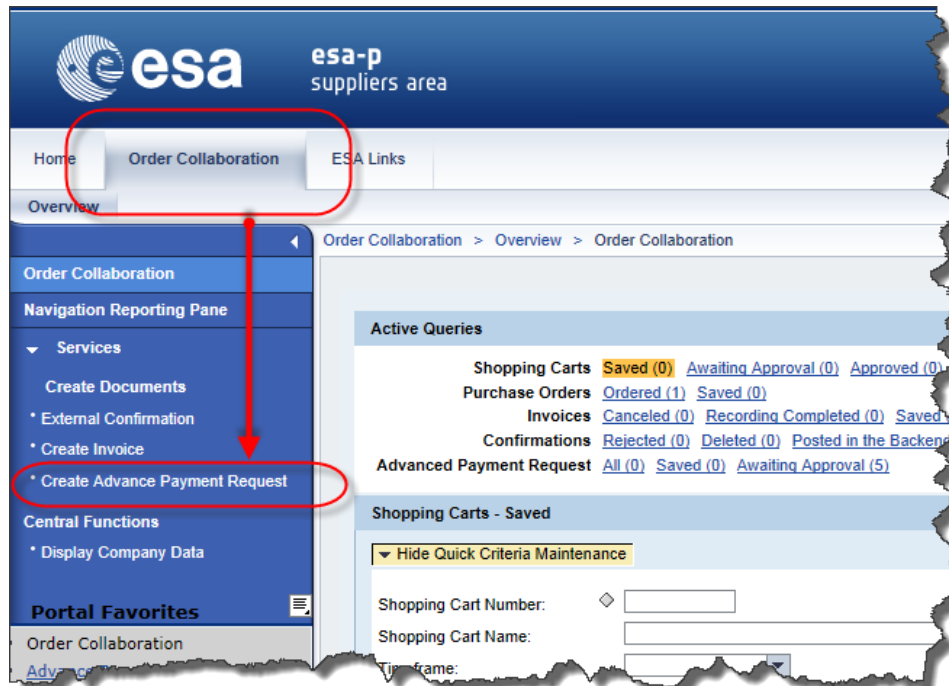 esa
esa-p
suppliers area
Home Order Collaboration ESA Links
Overview
Order Collaboration > Overview > Order Collaboration
Order Collaboration
Navigation Reporting Pane
Services
Create Documents
External Confirmation
Create Invoice
Create Advance Payment Request
Central Functions
Display Company Data
Portal Favorites
Order Collaboration
Active Queries
Shopping Carts Saved (0) Awaiting Approval (0) Approved (0)
Purchase Orders Ordered (1) Saved (0)
Invoices Canceled (0) Recording Completed (0) Saved
Confirmations Rejected (0) Deleted (0) Posted in the Backend
Advanced Payment Request All (0) Saved (0) Awaiting Approval (5)
Shopping Carts - Saved
Hide Quick Criteria Maintenance
Shopping Cart Number:
Shopping Cart Name:
Timeframe: